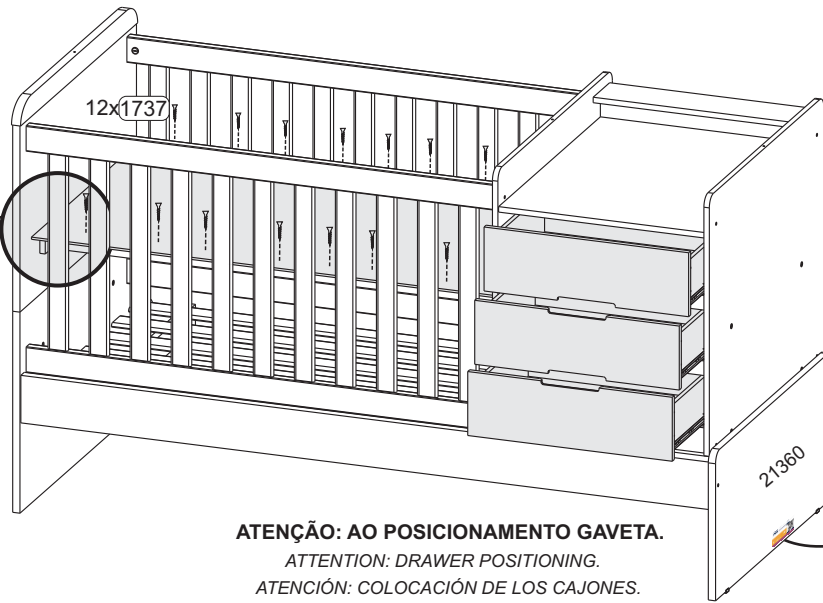 12x1737
21360
ATENÇÃO: AO POSICIONAMENTO GAVETA.
ATTENTION: DRAWER POSITIONING.
ATENCIÓN: COLOCACIÓN DE LOS CAJONES.